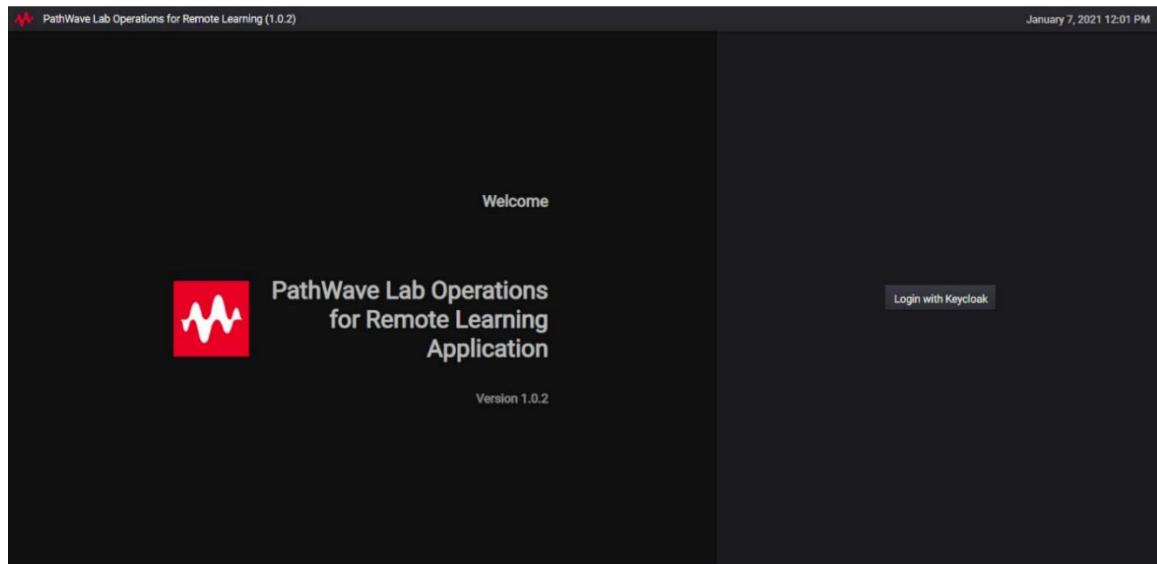 PathWave Lab Operations for Remote Learning (1.0.2)
January 7, 2021 12:01 PM
Welcome
PathWave Lab Operations
for Remote Learning
Application
Version 1.0.2
Login with Keycloak